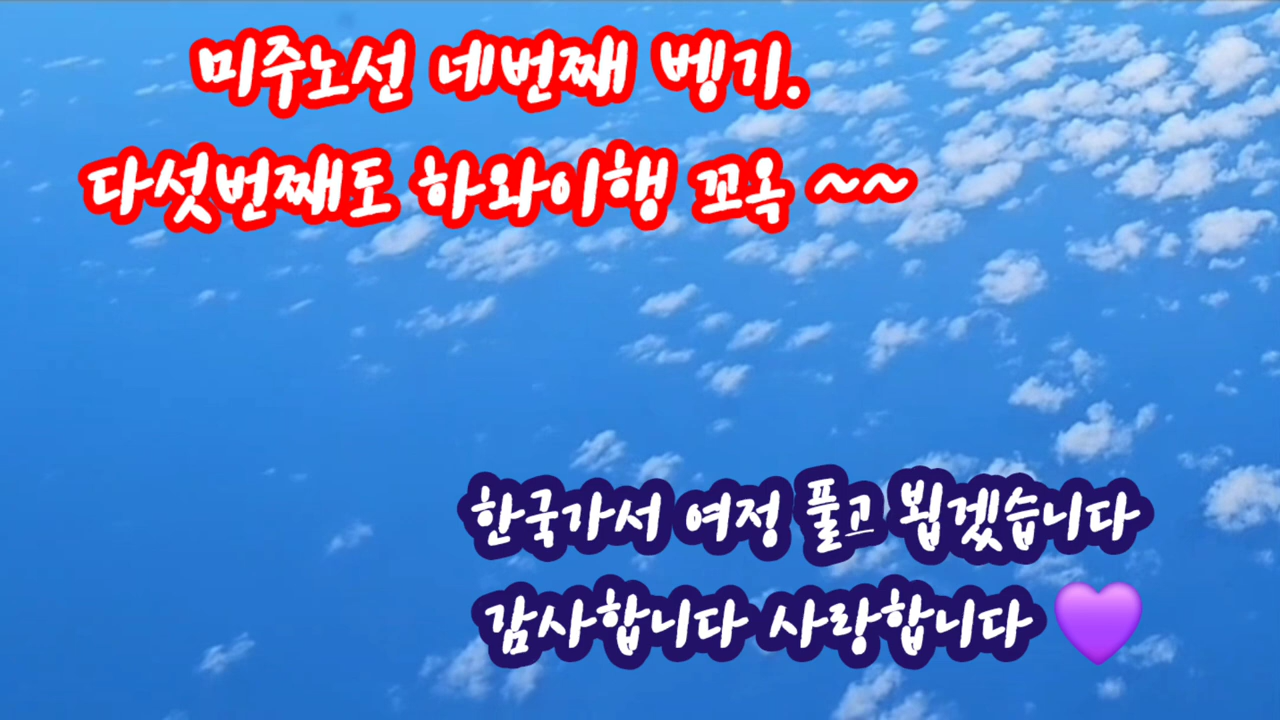 미주노선 네번째 벵기.
다섯번째도 하와이행 꼬옥 ~~
한국가서 여정 풀고 뵙겠습니다
감사합니다 사랑합니다 💜